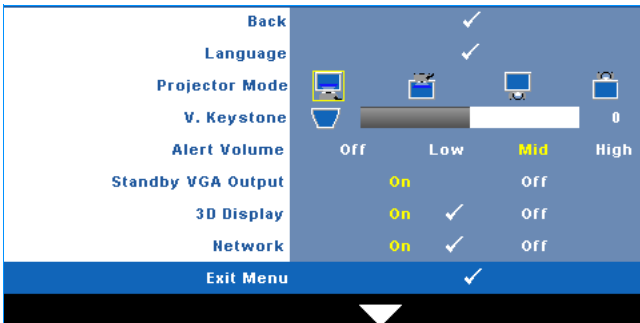 Back
Language
Projector Mode
V. Keystone 0
Alert Volume Off Low Mid High
Standby VGA Output On Off
3D Display On Off
Network On Off
Exit Menu